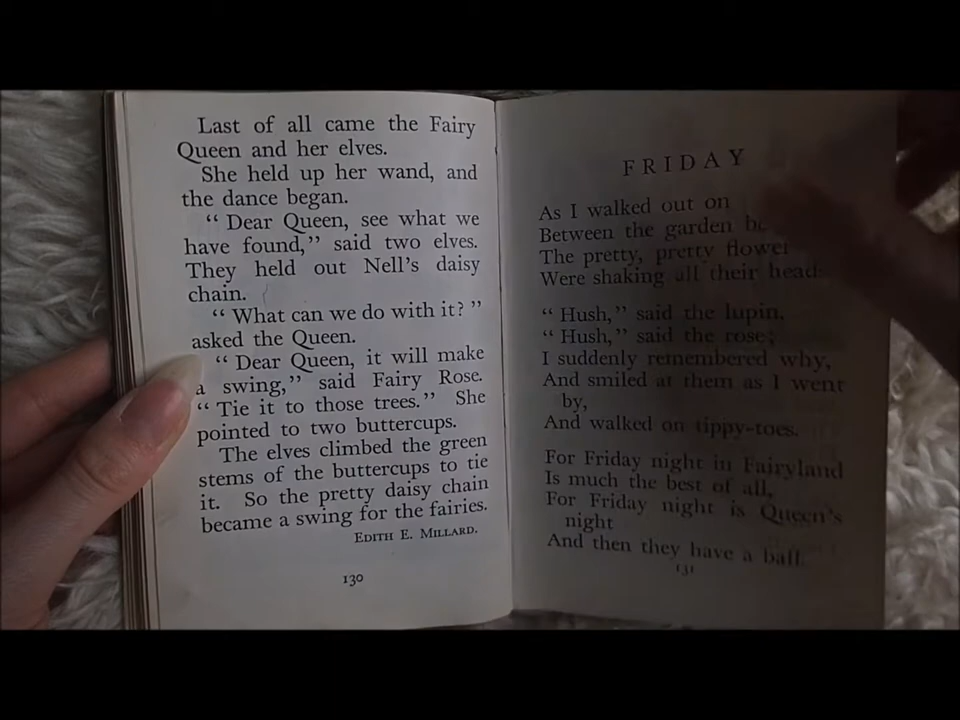 Last of all came the Fairy
Queen and her elves.
She held up her wand, and
the dance began.
“ Dear Queen, see what we
have found,” said two elves.
They held out Nell’s daisy
chain.
“ What can we do with it? ”
asked the Queen.
“ Dear Queen, it will make
a swing,” said Fairy Rose.
“ Tie it to those trees.” She
pointed to two buttercups.
The elves climbed the green
stems of the buttercups to tie
it. So the pretty daisy chain
became a swing for the fairies.
EDITH E. MILLARD.
130
FRIDAY
As I walked out on
Between the garden
The pretty, pretty flower
Were shaking all their head
“ Hush,” said the lupin,
“ Hush,” said the rose;
I suddenly remembered why,
And smiled at them as I went
by,
And walked on tippy-toes.
For Friday night in Fairyland
Is much the best of all,
For Friday night is Queen’s
night
And then they have a ball.
131